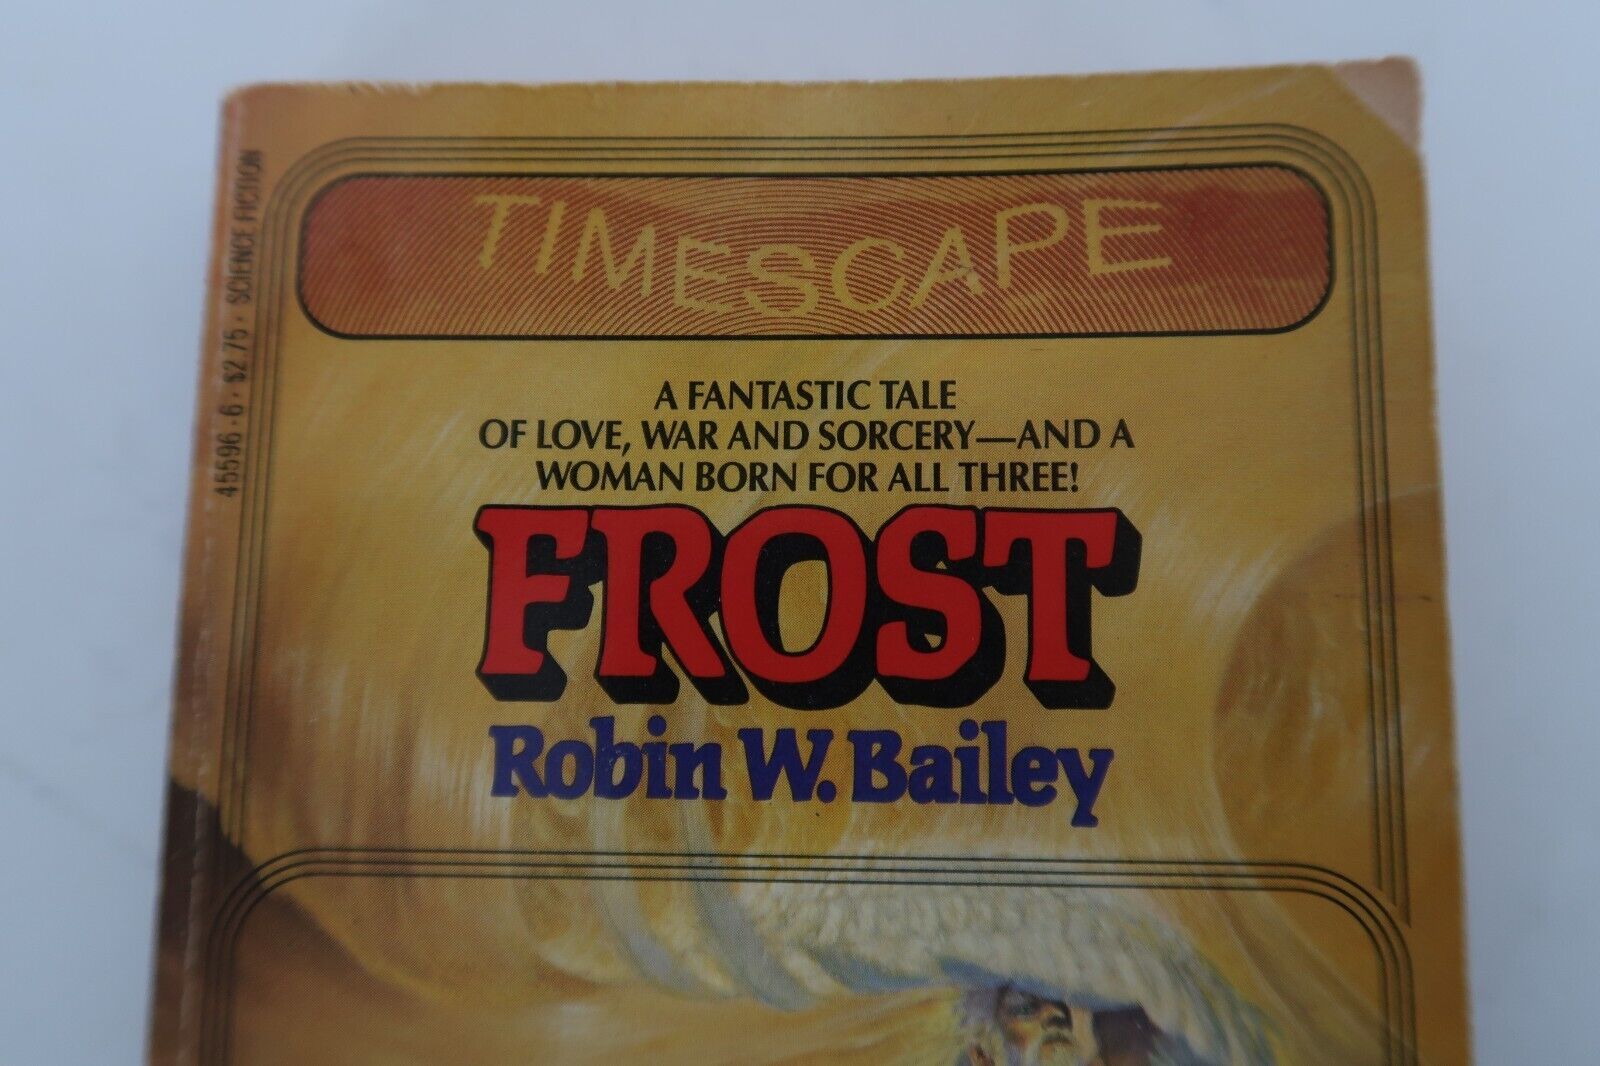 TIMESCAPE
A FANTASTIC TALE
OF LOVE, WAR AND SORCERY—AND A
WOMAN BORN FOR ALL THREE!
FROST
Robin W. Bailey
45596-6 • $2.75 • SCIENCE FICTION